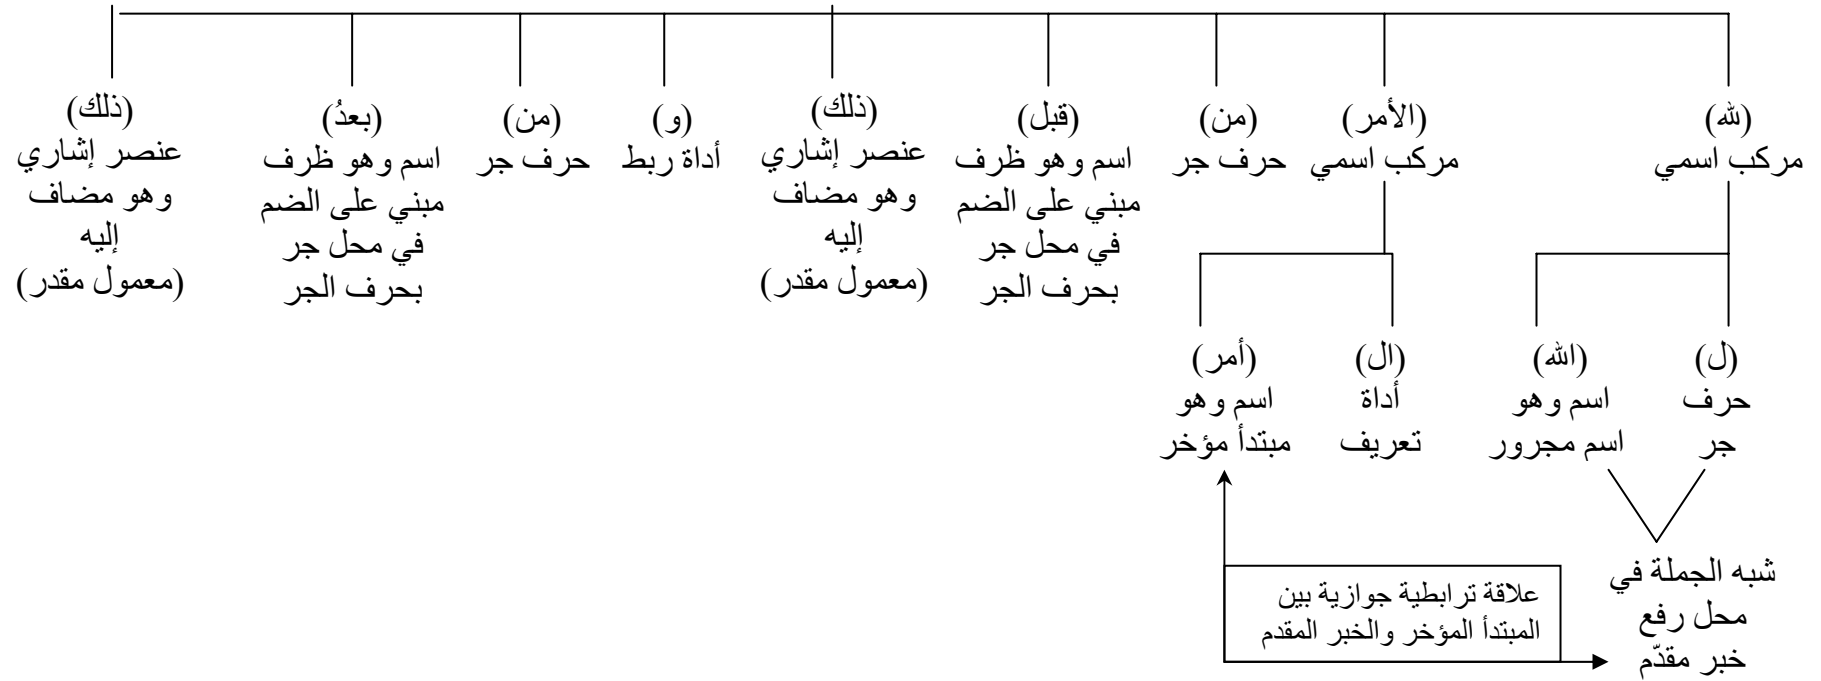 (لله)
مركب اسمي
(الأمر)
مركب اسمي
(من)
حرف جر
(قبل)
اسم وهو ظرف
مبني على الضم
في محل جر
بحرف الجر
(ذلك)
عنصر إشاري
وهو مضاف
إليه
(معمول مقدر)
(و)
أداة ربط
(من)
حرف جر
(بعدُ)
اسم وهو ظرف
مبني على الضم
في محل جر
بحرف الجر
(ذلك)
عنصر إشاري
وهو مضاف
إليه
(معمول مقدر)
(ل)
حرف
جر
(الله)
اسم وهو
اسم مجرور
(ال)
أداة
تعريف
(أمر)
اسم وهو
مبتدأ مؤخر
شبه الجملة في
محل رفع
خبر مقدّم
علاقة ترابطية جوازية بين
المبتدأ المؤخر والخبر المقدم